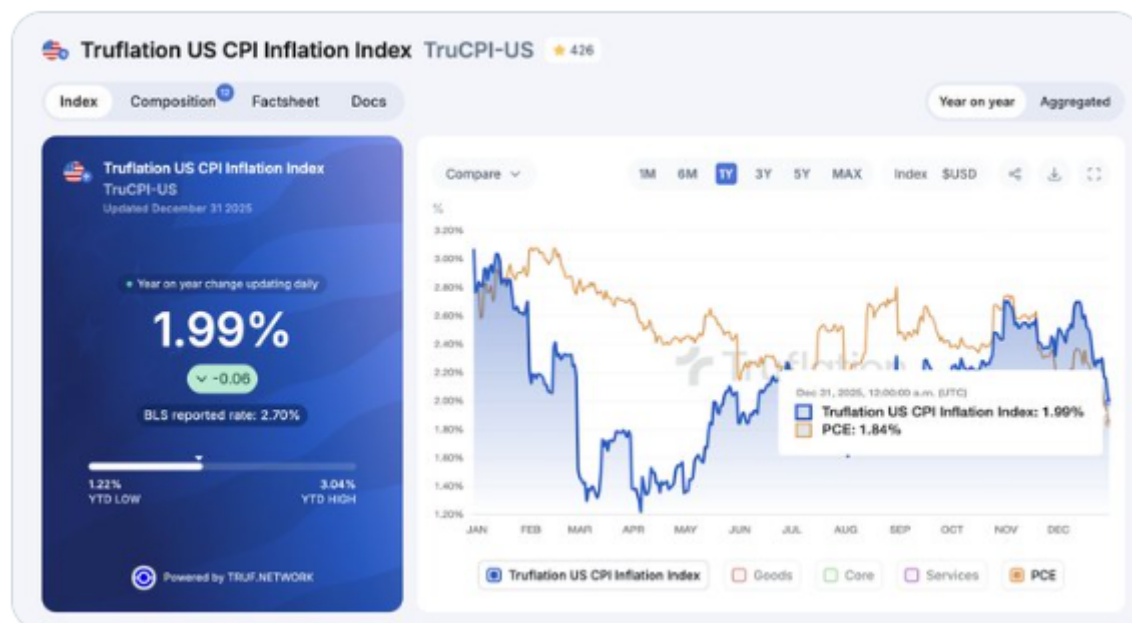 Truflation US CPI Inflation Index TruCPI-US 426
Index Composition 12 Factsheet Docs
Year on year Aggregated
Truflation US CPI Inflation Index
TruCPI-US
Updated December 31 2025
Year on year change updating daily
1.99%
-0.06
BLS reported rate: 2.70%
1.22%
YTD LOW
3.04%
YTD HIGH
Powered by TRUF.NETWORK
Compare 1M 6M 1Y 3Y 5Y MAX Index $USD
%
3.20%
3.00%
2.80%
2.60%
2.40%
2.20%
2.00%
1.80%
1.60%
1.40%
1.20%
Truflation
Dec 31, 2025, 12:00:00 a.m. (UTC)
Truflation US CPI Inflation Index: 1.99%
PCE: 1.84%
JAN FEB MAR APR MAY JUN JUL AUG SEP OCT NOV DEC
Truflation US CPI Inflation Index Goods Core Services PCE